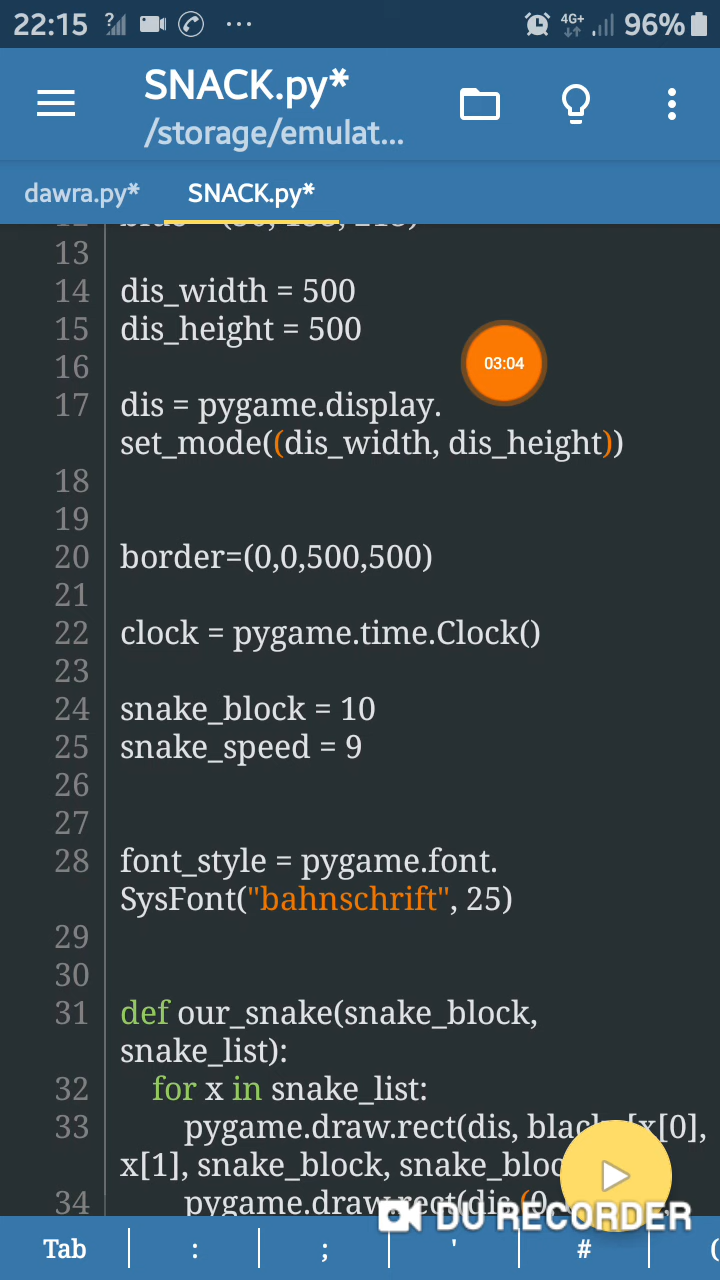 22:15 ? ... 4G+ 96%
SNACK.py*
/storage/emulat...
dawra.py* SNACK.py*
13
14 dis_width = 500
15 dis_height = 500
16
03:04
17 dis = pygame.display.
set_mode((dis_width, dis_height))
18
19
20 border=(0,0,500,500)
21
22 clock = pygame.time.Clock()
23
24 snake_block = 10
25 snake_speed = 9
26
27
28 font_style = pygame.font.
SysFont("bahnschrift", 25)
29
30
31 def our_snake(snake_block,
snake_list):
32 for x in snake_list:
33 pygame.draw.rect(dis, [x[0],
x[1], snake_block,
34
DU RECORDER
Tab : ; ' # (